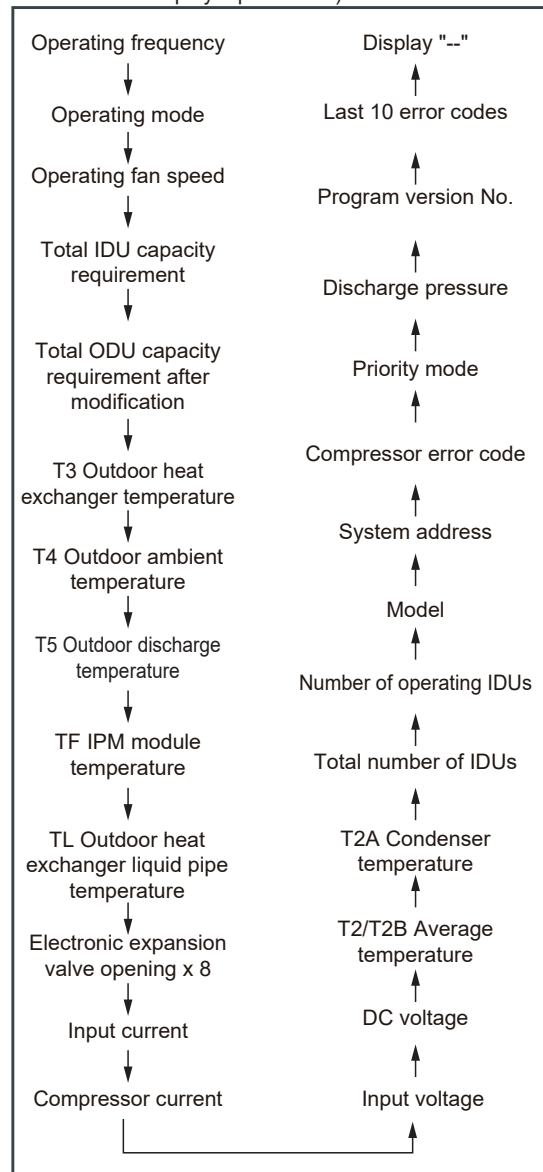 Operating frequency
Operating mode
Operating fan speed
Total IDU capacity
requirement
Total ODU capacity
requirement after
modification
T3 Outdoor heat
exchanger temperature
T4 Outdoor ambient
temperature
T5 Outdoor discharge
temperature
TF IPM module
temperature
TL Outdoor heat
exchanger liquid pipe
temperature
Electronic expansion
valve opening x 8
Input current
Compressor current
Input voltage
DC voltage
T2/T2B Average
temperature
T2A Condenser
temperature
Total number of IDUs
Number of operating IDUs
Model
System address
Compressor error code
Priority mode
Discharge pressure
Program version No.
Last 10 error codes
Display "--"